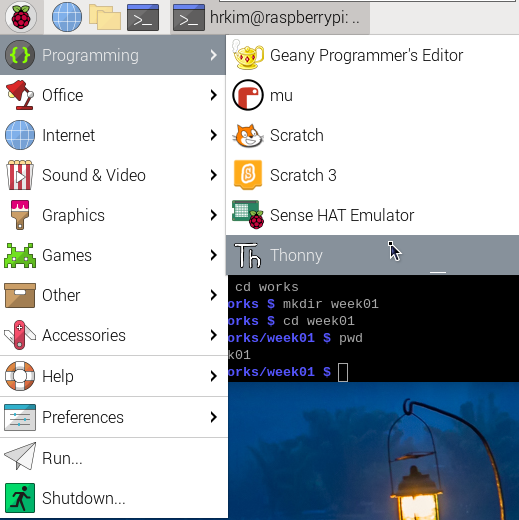 hrkim@raspberrypi: ..
Programming
Office
Internet
Sound & Video
Graphics
Games
Other
Accessories
Help
Preferences
Run...
Shutdown...
Geany Programmer's Editor
mu
Scratch
Scratch 3
Sense HAT Emulator
Th Thonny
cd works
orks $ mkdir week01
orks $ cd week01
orks/week01 $ pwd
k01
orks/week01 $